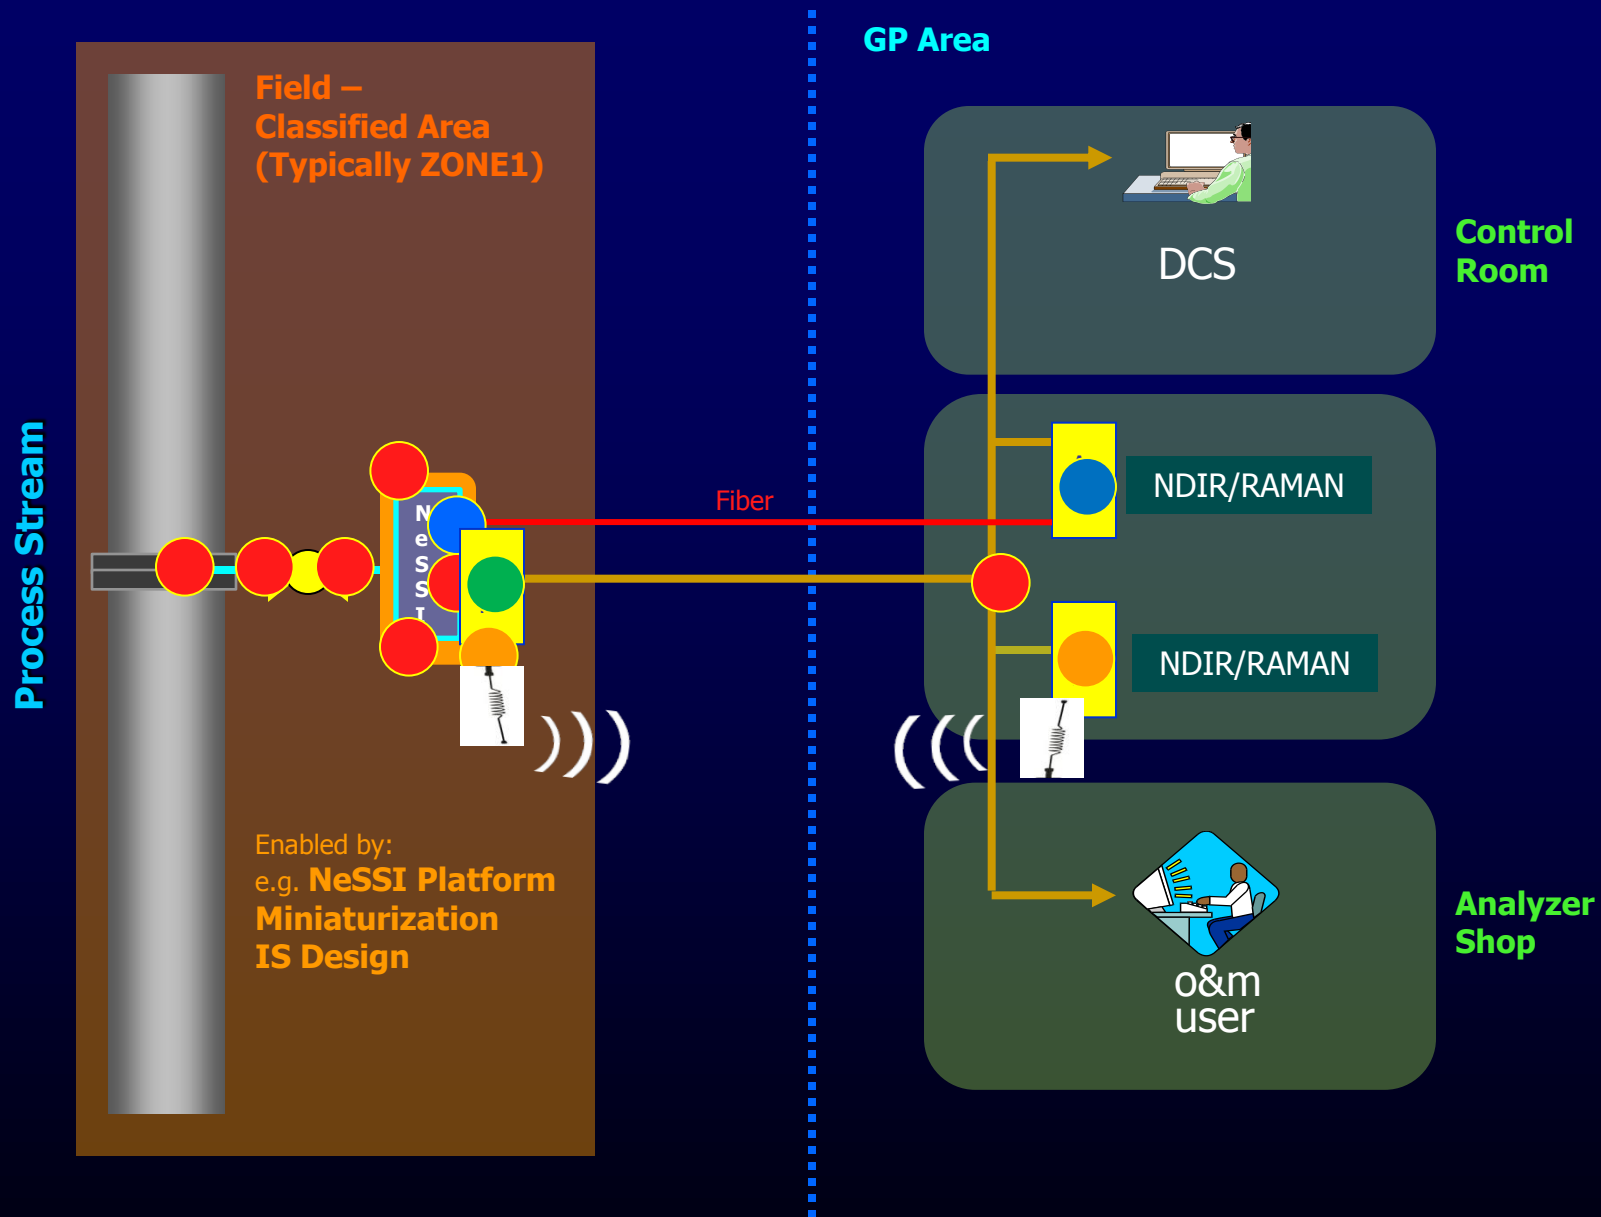 GP Area
Field –
Classified Area
(Typically ZONE1)
DCS
Control
Room
Process Stream
NeSSI
Fiber
NDIR/RAMAN
NDIR/RAMAN
Enabled by:
e.g. NeSSI Platform
Miniaturization
IS Design
o&m
user
Analyzer
Shop